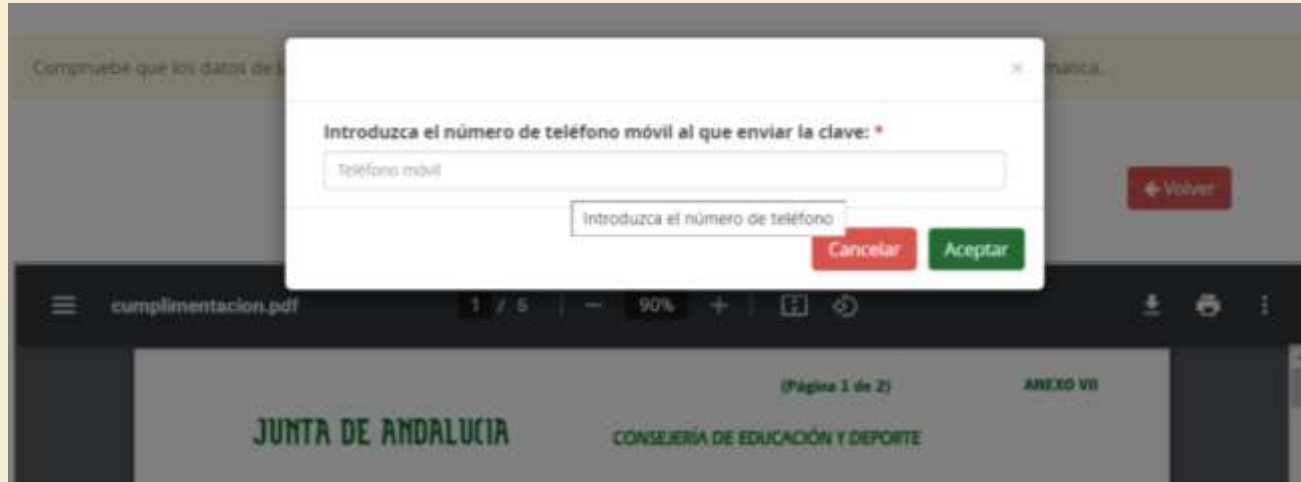 Compruebe que los datos de
mática.
×
Introduzca el número de teléfono móvil al que enviar la clave: *
Teléfono móvil
Volver
Introduzca el número de teléfono
Cancelar Aceptar
cumplimentacion.pdf 1 / 5 − 90% +
(Página 1 de 2) ANEXO VII
JUNTA DE ANDALUCIA CONSEJERÍA DE EDUCACIÓN Y DEPORTE